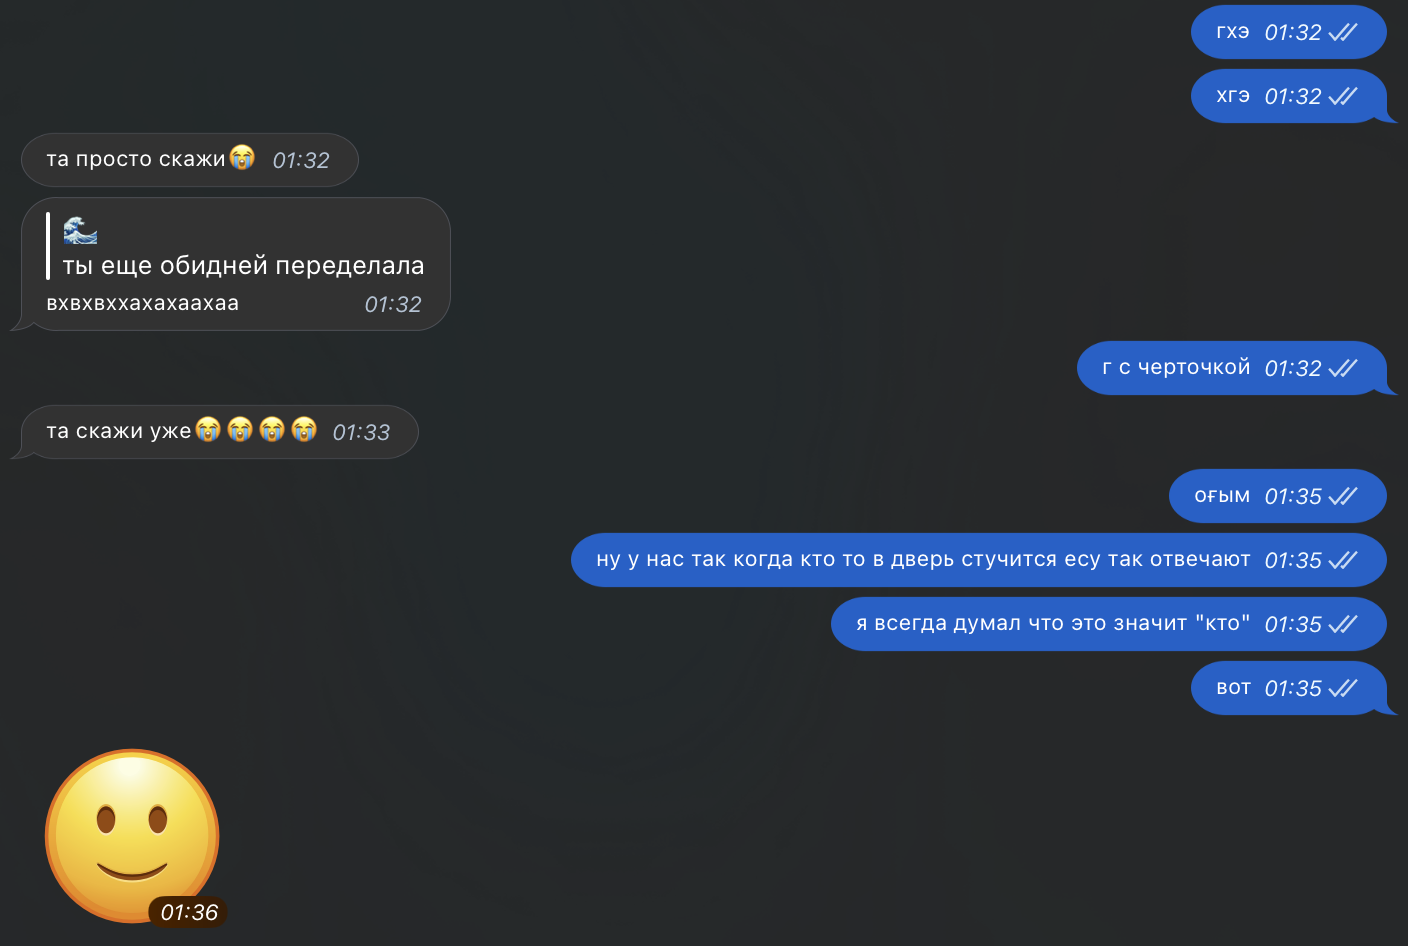 гхэ 01:32
хгэ 01:32
та просто скажи😭 01:32
🌊
ты еще обидней переделала
вхвхвххахахаахаа 01:32
г с черточкой 01:32
та скажи уже😭😭😭😭 01:33
оғым 01:35
ну у нас так когда кто то в дверь стучится есу так отвечают 01:35
я всегда думал что это значит "кто" 01:35
вот 01:35
01:36